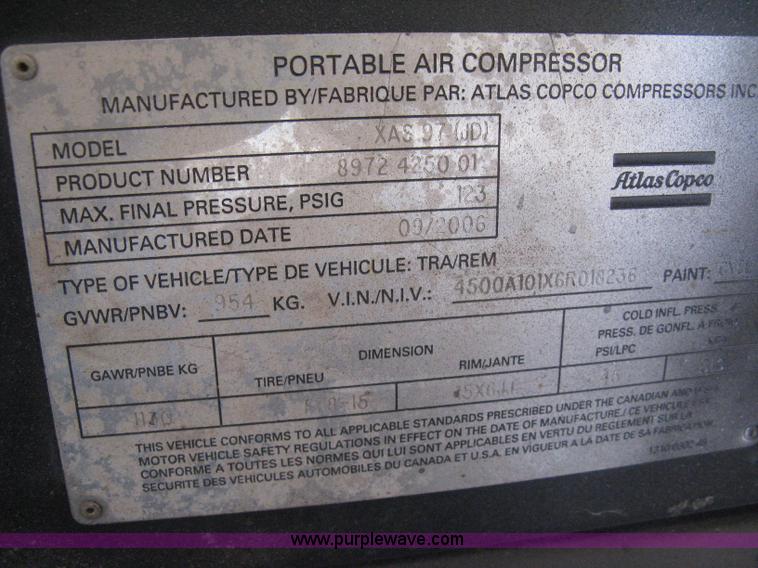 PORTABLE AIR COMPRESSOR
MANUFACTURED BY/FABRIQUE PAR: ATLAS COPCO COMPRESSORS INC.
MODEL XAS 97 (JD)
PRODUCT NUMBER 8972 4250 01
MAX. FINAL PRESSURE, PSIG 123
MANUFACTURED DATE 09/2006
Atlas Copco
TYPE OF VEHICLE/TYPE DE VEHICULE: TRA/REM
GVWR/PNBV: 954 KG. V.I.N./N.I.V.: 4500A101X6R018236 PAINT:
COLD INFL. PRESS.
PRESS. DE GONFL. A FROID
GAWR/PNBE KG DIMENSION PSI/LPC
TIRE/PNEU RIM/JANTE
THIS VEHICLE CONFORMS TO ALL APPLICABLE STANDARDS PRESCRIBED UNDER THE CANADIAN AND
MOTOR VEHICLE SAFETY REGULATIONS IN EFFECT ON THE DATE OF MANUFACTURE./ CE VEHICULE EST
CONFORME A TOUTES LES NORMES QUI LUI SONT APPLICABLES EN VERTU DU REGLEMENT SUR LA
SECURITE DES VEHICULES AUTOMOBILES DU CANADA ET U.S.A. EN VIGUEUR A LA DATE DE SA FABRICATION.
www.purplewave.com